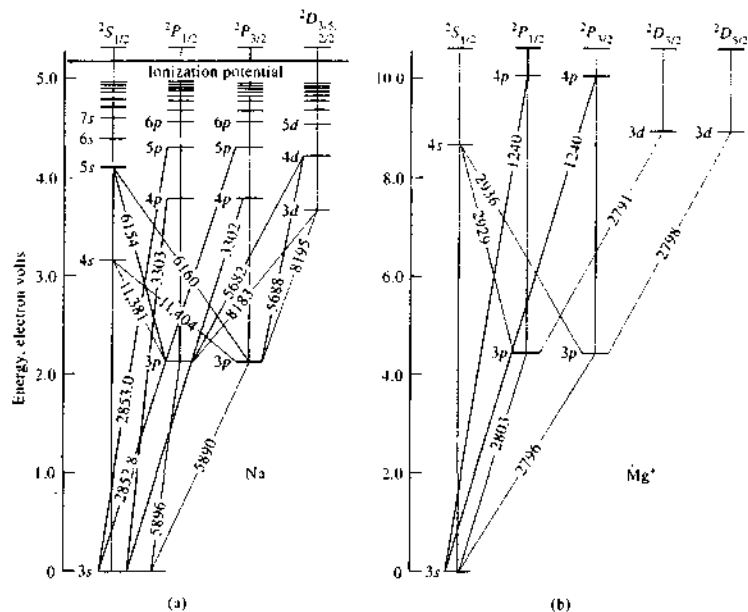 ²S₁/₂ ²P₁/₂ ²P₃/₂ ²D₃/₅, ₂/₂
Ionization potential
5.0
7s 6p 6p 5d
6s 5p 5p 4d
4.0
5s 4p 4p 3d
3.0
4s
6154 3303 6160 3302 5682 8183 5688 8195
11,381 11,404
3p 3p
2.0
2853.0 2852.8 5896 5890
1.0
Na
3s
0
Energy, electron volts
(a)
²S₁/₂ ²P₁/₂ ²P₃/₂ ²D₃/₂ ²D₅/₂
10.0
4p 4p
3d 3d
4s
8.0
1240 1240
2936 2929 2791 2798
6.0
3p 3p
4.0
2803 2796
2.0
Mg⁺
3s
0
(b)